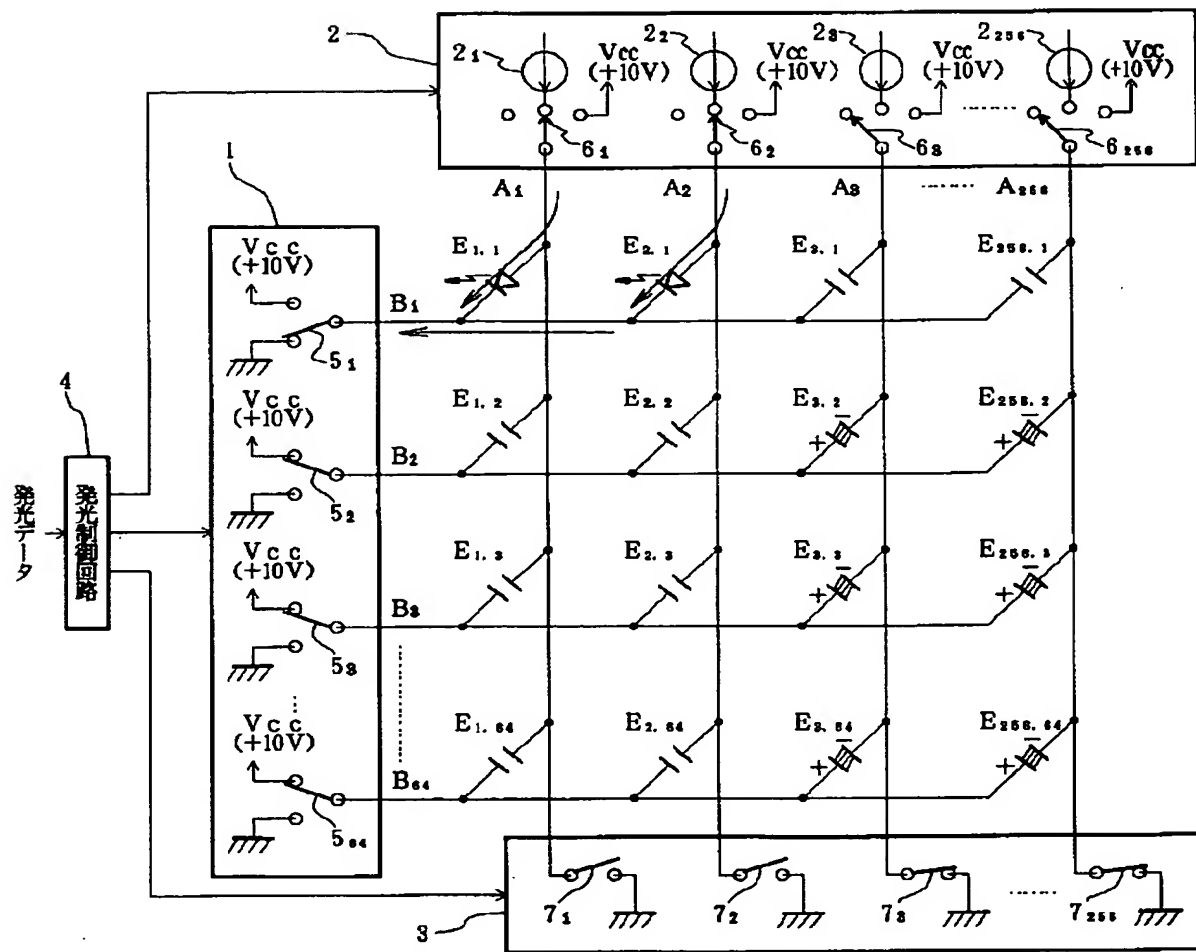 2
2₁
Vcc
(+10V)
2₂
Vcc
(+10V)
2₃
Vcc
(+10V)
2₂₅₆
Vcc
(+10V)
6₁
6₂
6₃
6₂₅₆
1
A₁
A₂
A₃
A₂₅₆
Vcc
(+10V)
B₁
5₁
E₁.₁
E₂.₁
E₃.₁
E₂₅₆.₁
4
発光データ
発光制御回路
Vcc
(+10V)
B₂
5₂
E₁.₂
E₂.₂
E₃.₂
E₂₅₆.₂
+
−
+
−
Vcc
(+10V)
B₃
5₃
E₁.₃
E₂.₃
E₃.₃
E₂₅₆.₃
+
−
+
−
Vcc
(+10V)
B₆₄
5₆₄
E₁.₆₄
E₂.₆₄
E₃.₆₄
E₂₅₆.₆₄
+
−
+
−
3
7₁
7₂
7₃
7₂₅₆